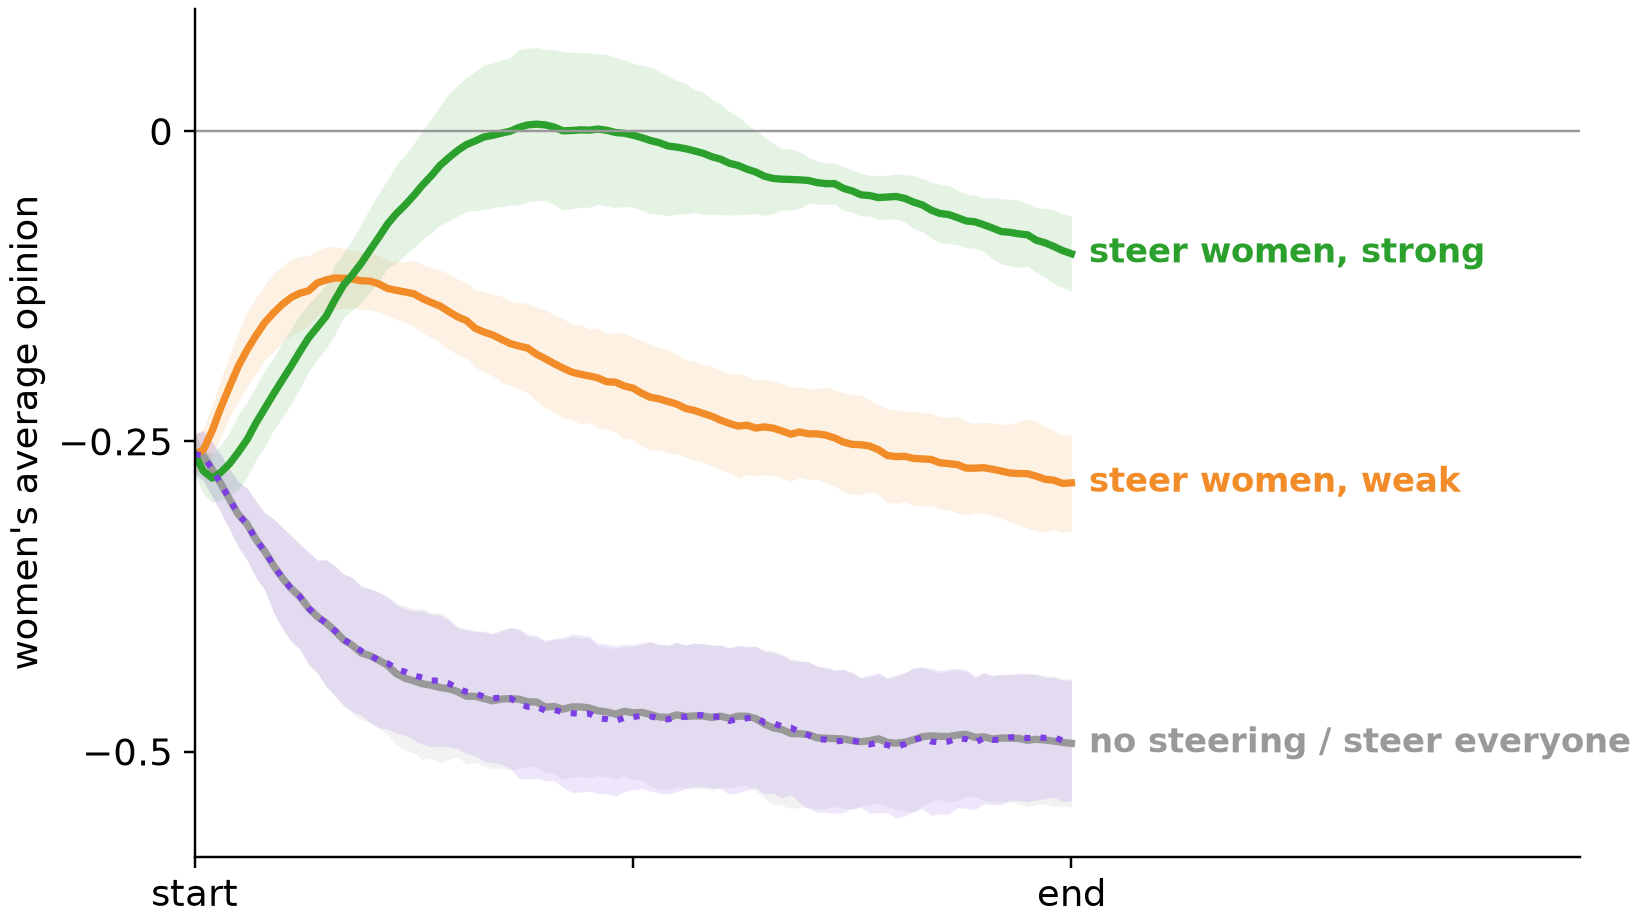 women's average opinion
0
−0.25
−0.5
steer women, strong
steer women, weak
no steering / steer everyone
start
end